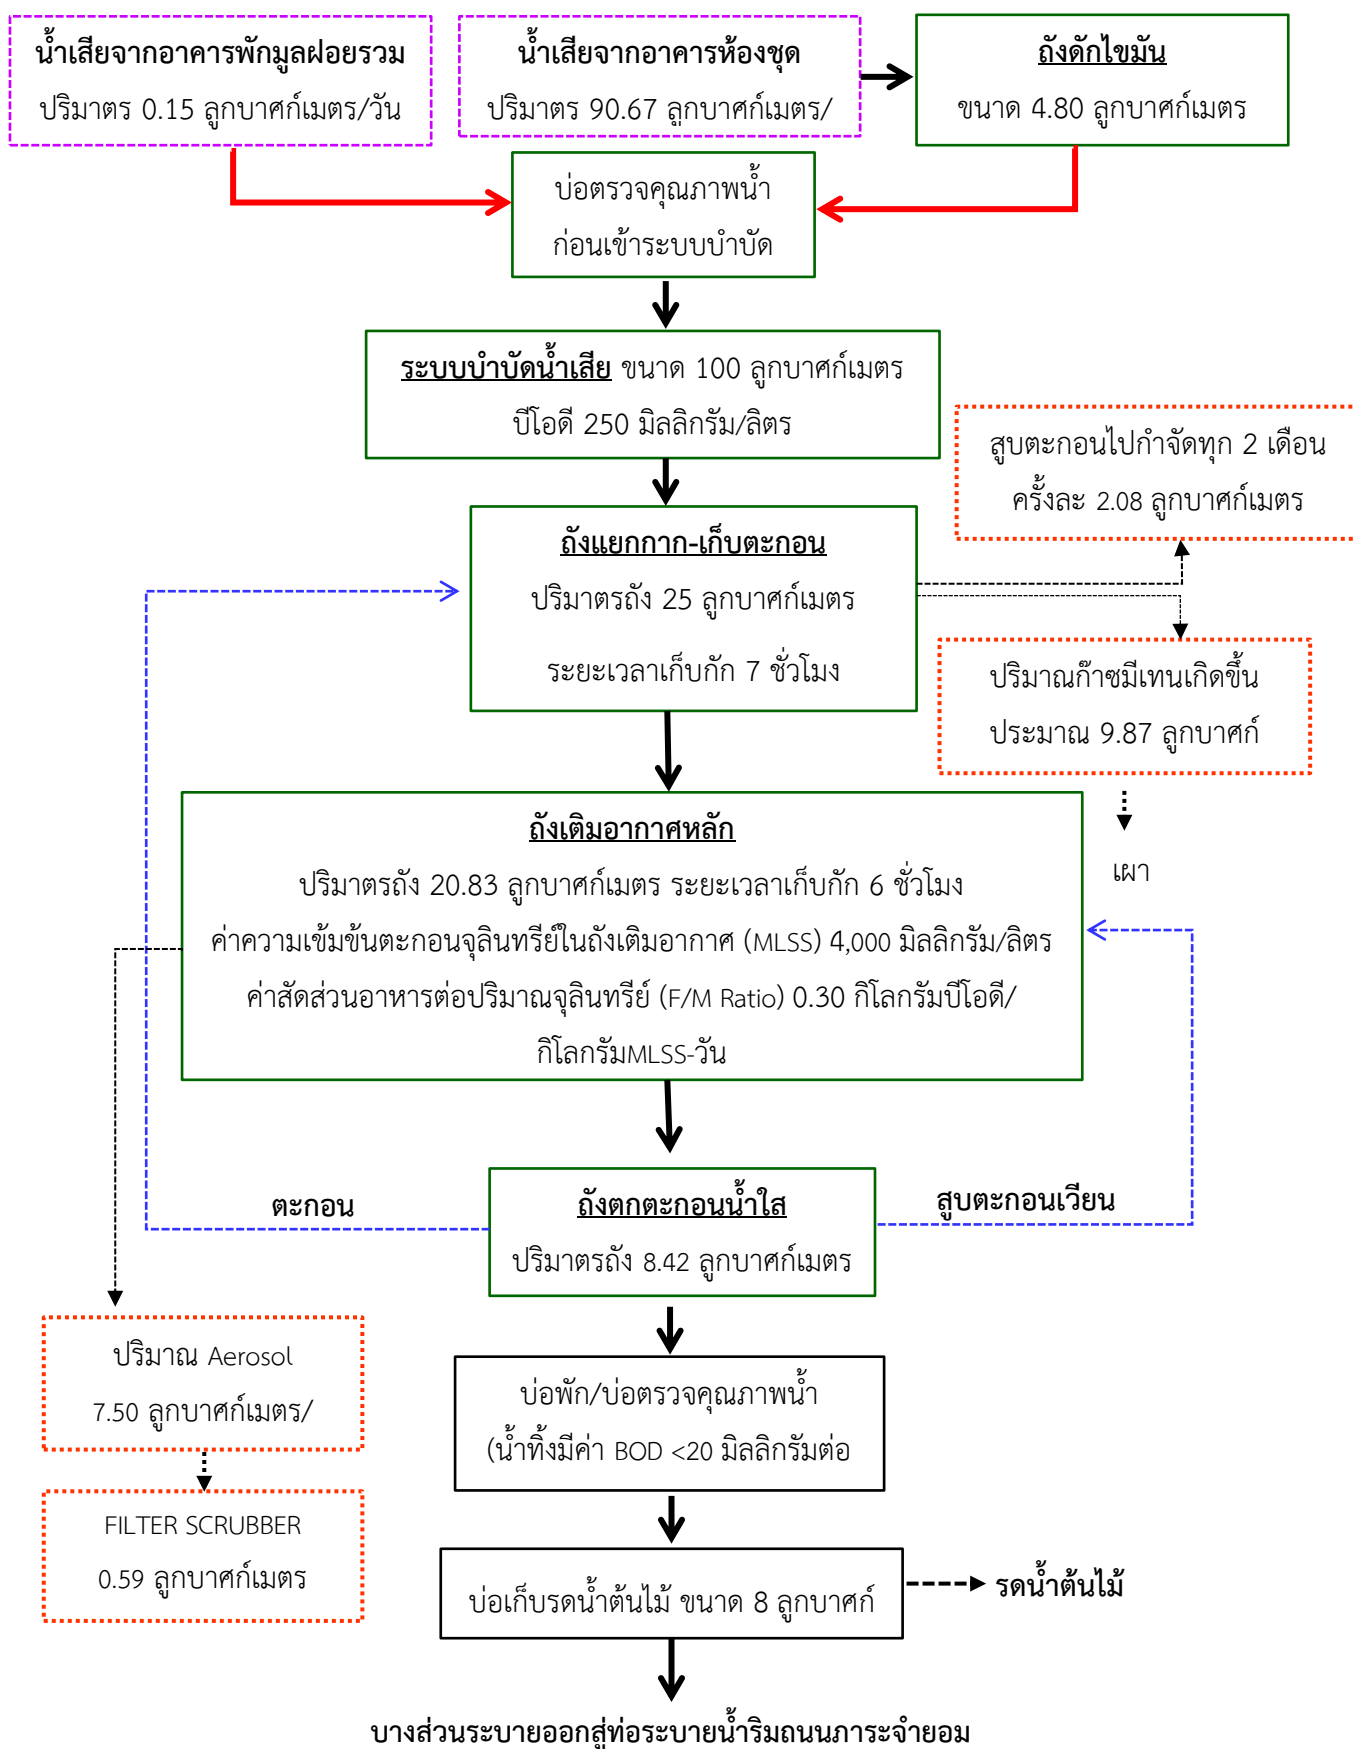 น้ำเสียจากอาคารพักมูลฝอยรวม
ปริมาตร 0.15 ลูกบาศก์เมตร/วัน
น้ำเสียจากอาคารห้องชุด
ปริมาตร 90.67 ลูกบาศก์เมตร/
ถังดักไขมัน
ขนาด 4.80 ลูกบาศก์เมตร
บ่อตรวจคุณภาพน้ำ
ก่อนเข้าระบบบำบัด
ระบบบำบัดน้ำเสีย ขนาด 100 ลูกบาศก์เมตร
บีโอดี 250 มิลลิกรัม/ลิตร
สูบตะกอนไปกำจัดทุก 2 เดือน
ครั้งละ 2.08 ลูกบาศก์เมตร
ถังแยกกาก-เก็บตะกอน
ปริมาตรถัง 25 ลูกบาศก์เมตร
ระยะเวลาเก็บกัก 7 ชั่วโมง
ปริมาณก๊าซมีเทนเกิดขึ้น
ประมาณ 9.87 ลูกบาศก์
เผา
ถังเติมอากาศหลัก
ปริมาตรถัง 20.83 ลูกบาศก์เมตร ระยะเวลาเก็บกัก 6 ชั่วโมง
ค่าความเข้มข้นตะกอนจุลินทรีย์ในถังเติมอากาศ (MLSS) 4,000 มิลลิกรัม/ลิตร
ค่าสัดส่วนอาหารต่อปริมาณจุลินทรีย์ (F/M Ratio) 0.30 กิโลกรัมบีโอดี/
กิโลกรัมMLSS-วัน
ตะกอน
ถังตกตะกอนน้ำใส
ปริมาตรถัง 8.42 ลูกบาศก์เมตร
สูบตะกอนเวียน
ปริมาณ Aerosol
7.50 ลูกบาศก์เมตร/
บ่อพัก/บ่อตรวจคุณภาพน้ำ
(น้ำทิ้งมีค่า BOD <20 มิลลิกรัมต่อ
FILTER SCRUBBER
0.59 ลูกบาศก์เมตร
บ่อเก็บรดน้ำต้นไม้ ขนาด 8 ลูกบาศก์
รดน้ำต้นไม้
บางส่วนระบายออกสู่ท่อระบายน้ำริมถนนภาระจำยอม